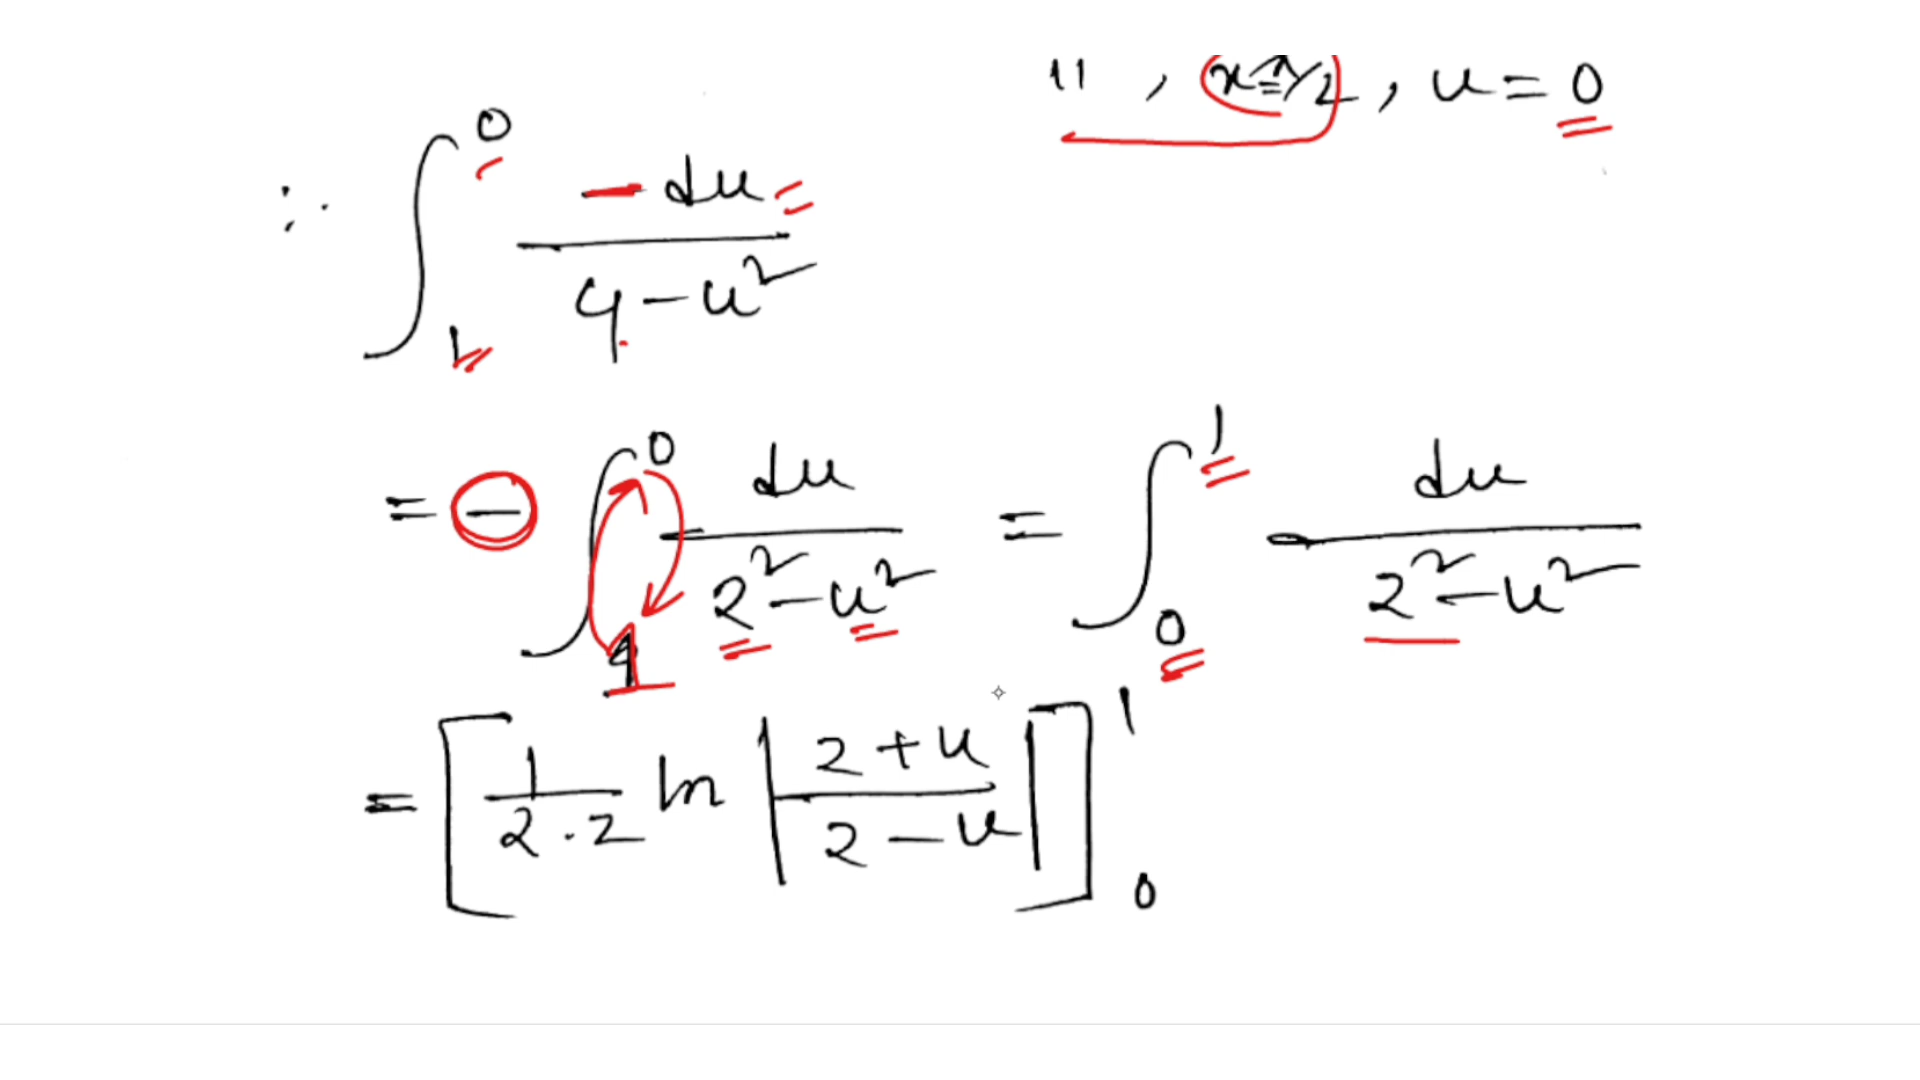 " , x=π/2 , u = 0
∵ ∫₁⁰ -du / (4-u²)
= - ∫₁⁰ du / (2²-u²) = ∫₀¹ du / (2²-u²)
= [ 1/(2.2) ln | (2+u)/(2-u) | ]₀¹